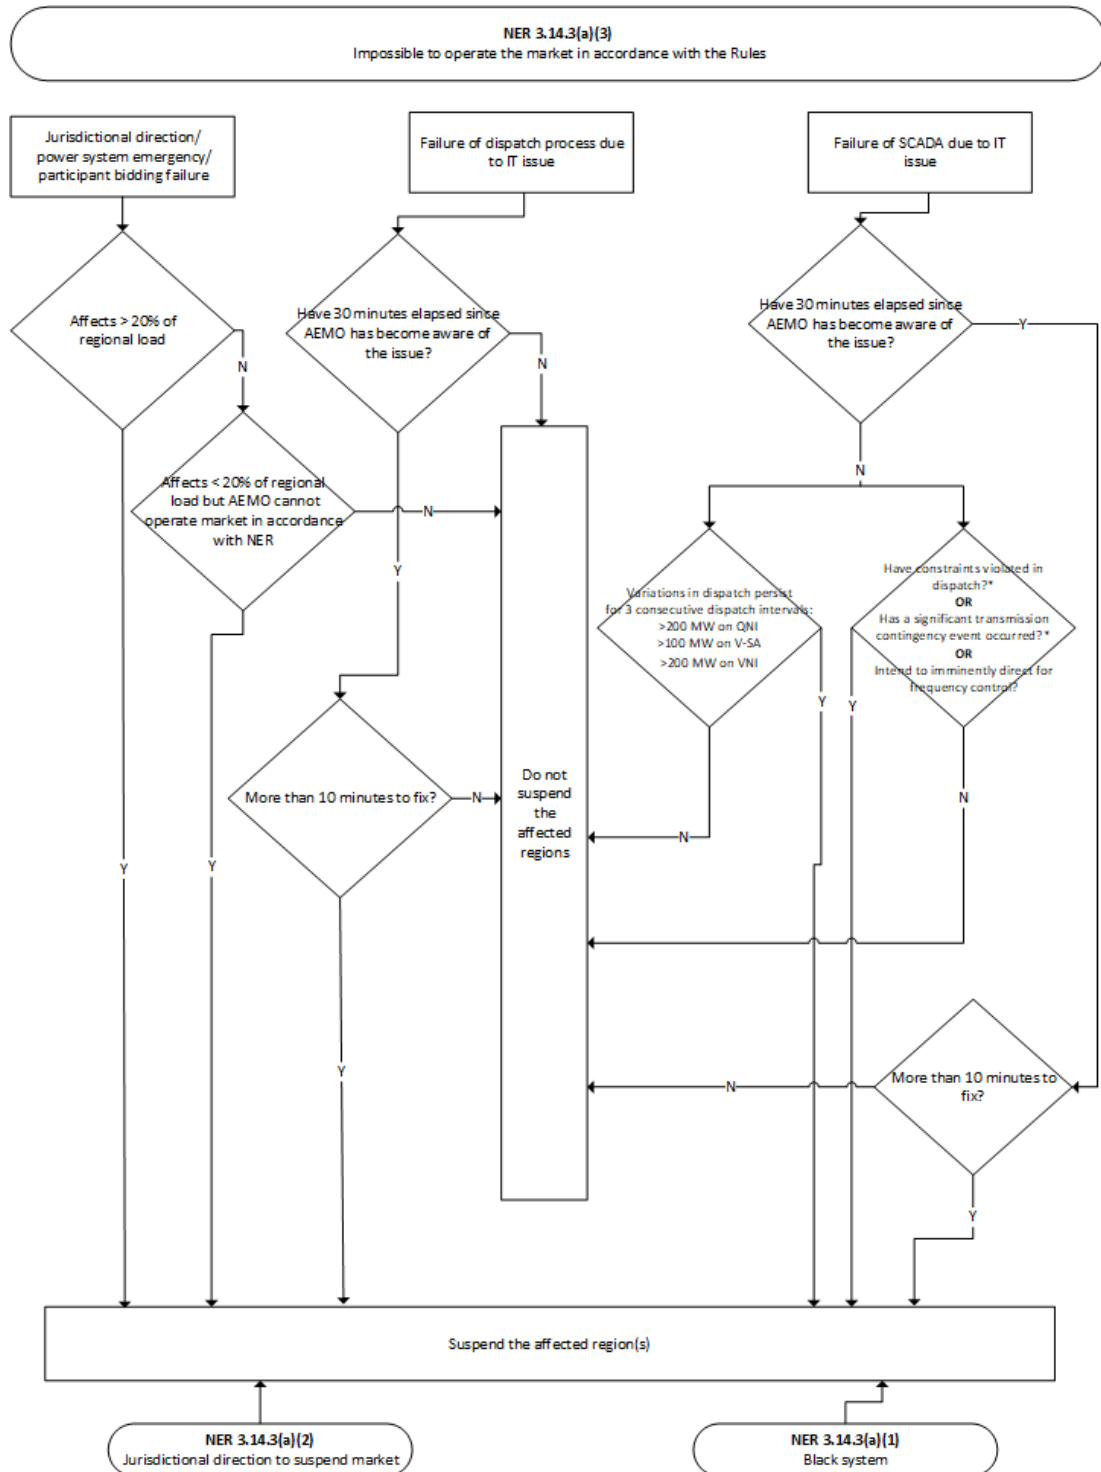 NER 3.14.3(a)(3)
Impossible to operate the market in accordance with the Rules
Jurisdictional direction/
power system emergency/
participant bidding failure
Failure of dispatch process due
to IT issue
Failure of SCADA due to IT
issue
Affects > 20% of
regional load
Have 30 minutes elapsed since
AEMO has become aware of
the issue?
Have 30 minutes elapsed since
AEMO has become aware of
the issue?
Y
N
N
N
Affects < 20% of regional
load but AEMO cannot
operate market in accordance
with NER
N
Y
Variations in dispatch persist
for 3 consecutive dispatch intervals:
>200 MW on QNI
>100 MW on V-SA
>200 MW on VNI
Have constraints violated in
dispatch?*
OR
Has a significant transmission
contingency event occurred?*
OR
Intend to imminently direct for
frequency control?
Y
Y
More than 10 minutes to fix?
N
Do not
suspend
the
affected
regions
N
N
Y
Y
Y
N
More than 10 minutes to
fix?
Y
Suspend the affected region(s)
NER 3.14.3(a)(2)
Jurisdictional direction to suspend market
NER 3.14.3(a)(1)
Black system